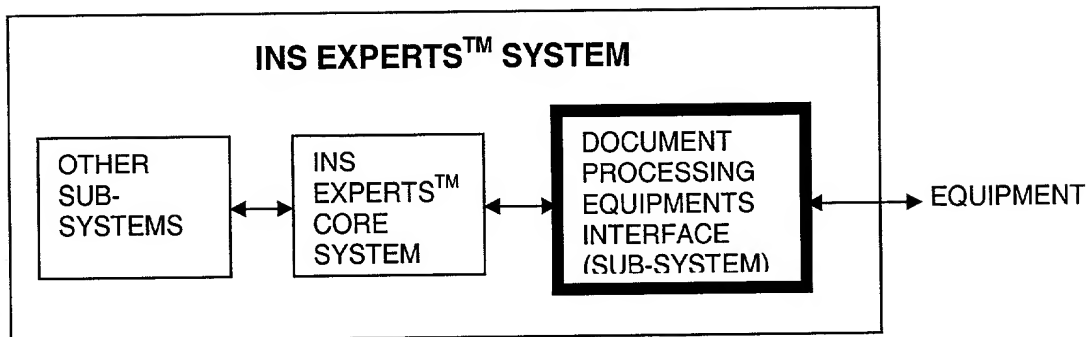 INS EXPERTS™ SYSTEM
OTHER
SUB-
SYSTEMS
INS
EXPERTS™
CORE
SYSTEM
DOCUMENT
PROCESSING
EQUIPMENTS
INTERFACE
(SUB-SYSTEM)
EQUIPMENT